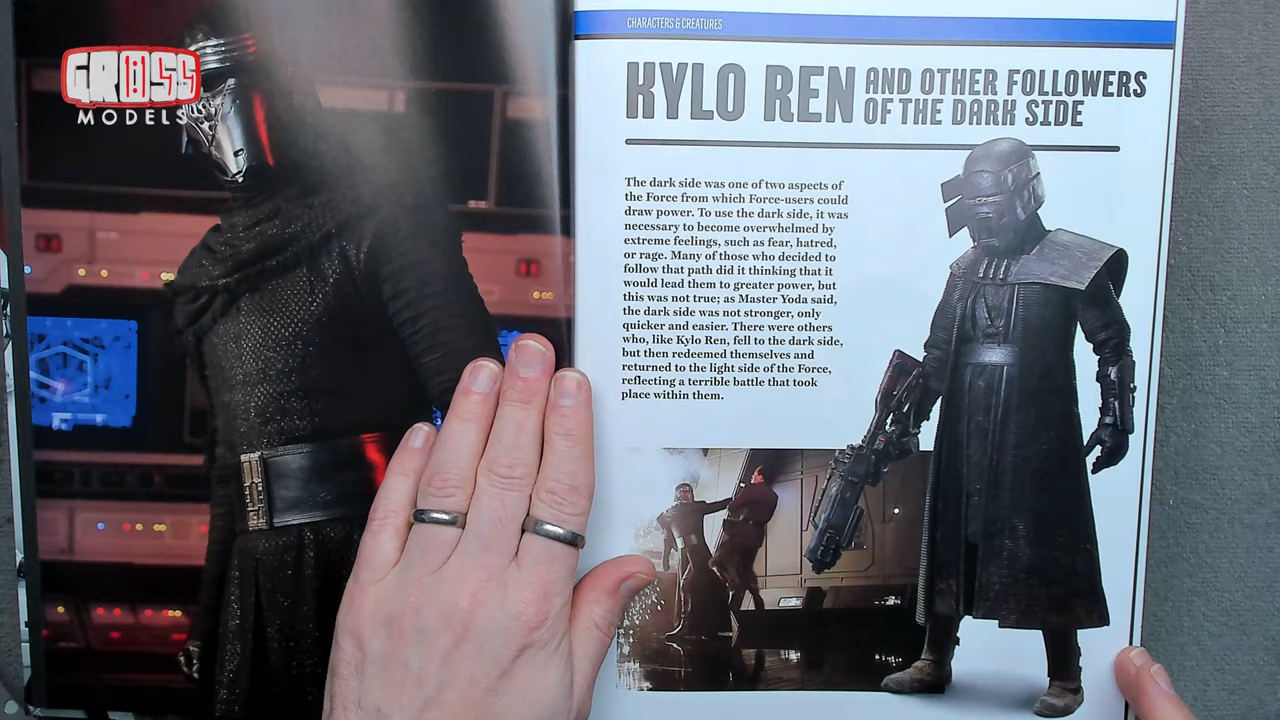 GROSS
MODELS
CHARACTERS & CREATURES
KYLO REN AND OTHER FOLLOWERS
OF THE DARK SIDE
The dark side was one of two aspects of
the Force from which Force-users could
draw power. To use the dark side, it was
necessary to become overwhelmed by
extreme feelings, such as fear, hatred,
or rage. Many of those who decided to
follow that path did it thinking that it
would lead them to greater power, but
this was not true; as Master Yoda said,
the dark side was not stronger, only
quicker and easier. There were others
who, like Kylo Ren, fell to the dark side,
but then redeemed themselves and
returned to the light side of the Force,
reflecting a terrible battle that took
place within them.